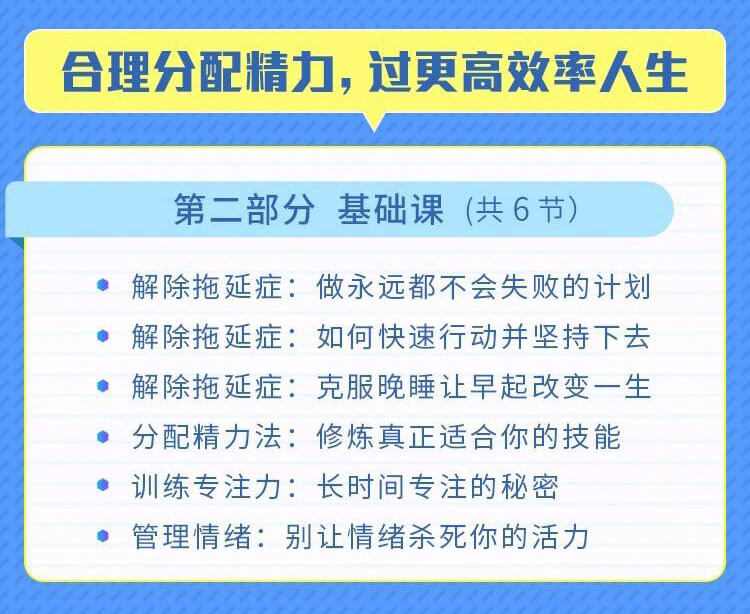 合理分配精力，过更高效率人生
第二部分 基础课 (共6节）
解除拖延症：做永远都不会失败的计划
解除拖延症：如何快速行动并坚持下去
解除拖延症：克服晚睡让早起改变一生
分配精力法：修炼真正适合你的技能
训练专注力：长时间专注的秘密
管理情绪：别让情绪杀死你的活力